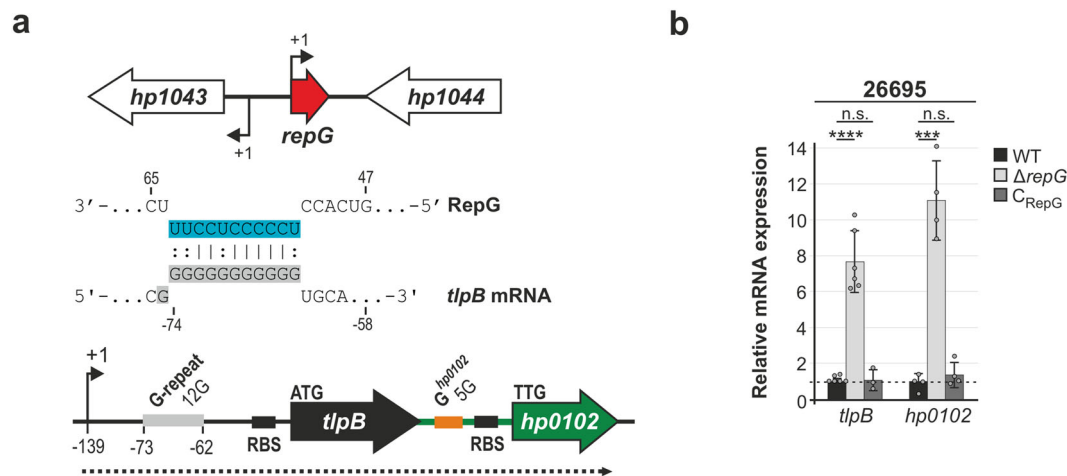 a
+1
hp1043
repG
hp1044
+1
65
47
3'-...CU
CCACUG...-5' RepG
UUCCUCCCCCU
::||:|||||:
GGGGGGGGGGG
5'-...CG
UGCA...-3' tlpB mRNA
-74
-58
+1
G-repeat
12G
ATG
G hp0102
5G
TTG
tlpB
hp0102
-139
-73
-62
RBS
RBS
b
26695
n.s.
n.s.
****
***
Relative mRNA expression
14
12
10
8
6
4
2
0
tlpB
hp0102
WT
ΔrepG
CRepG